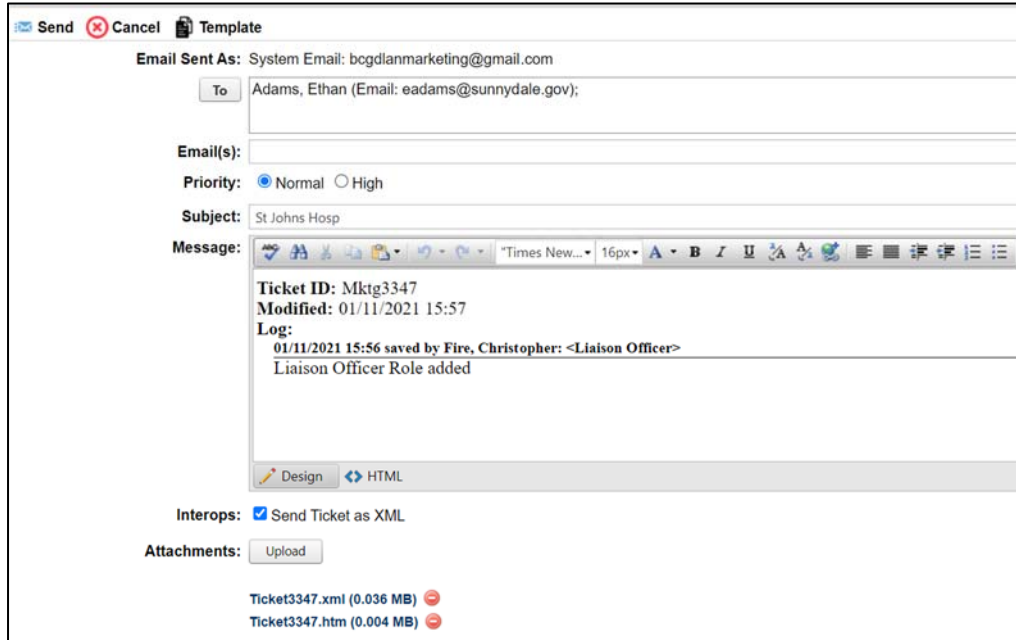 Send Cancel Template
Email Sent As: System Email: bcgdlanmarketing@gmail.com
To Adams, Ethan (Email: eadams@sunnydale.gov);
Email(s):
Priority: Normal High
Subject: St Johns Hosp
Message: ABC "Times New... 16px A B I U
Ticket ID: Mktg3347
Modified: 01/11/2021 15:57
Log:
01/11/2021 15:56 saved by Fire, Christopher: <Liaison Officer>
Liaison Officer Role added
Design HTML
Interops: Send Ticket as XML
Attachments: Upload
Ticket3347.xml (0.036 MB)
Ticket3347.htm (0.004 MB)